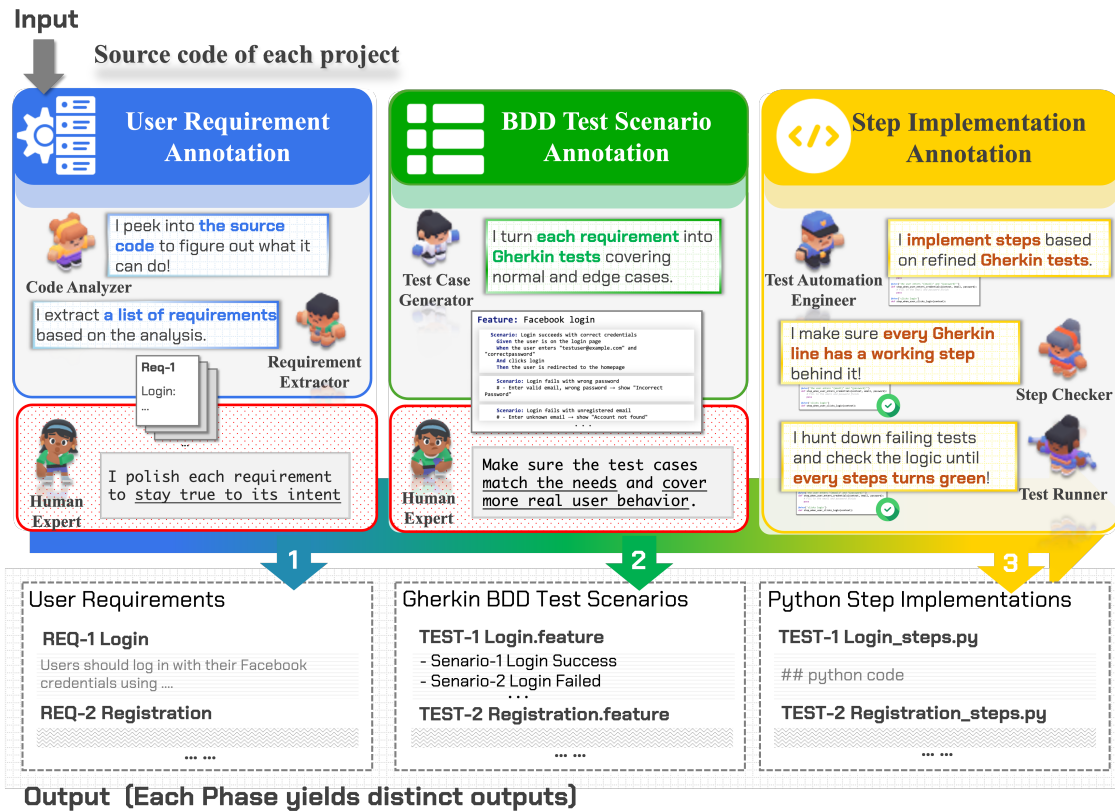 Input
Source code of each project
User Requirement
Annotation
I peek into the source
code to figure out what it
can do!
Code Analyzer
I extract a list of requirements
based on the analysis.
Requirement
Extractor
Req-1
Login:
...
...
Human
Expert
I polish each requirement
to stay true to its intent
BDD Test Scenario
Annotation
Test Case
Generator
I turn each requirement into
Gherkin tests covering
normal and edge cases.
Feature: Facebook login
Scenario: Login succeeds with correct credentials
Given the user is on the login page
When the user enters "testuser@example.com" and
"correctpassword"
And clicks login
Then the user is redirected to the homepage
Scenario: Login fails with wrong password
# - Enter valid email, wrong password → show "Incorrect
Password"
Scenario: Login fails with unregistered email
# - Enter unknown email → show "Account not found"
...
Human
Expert
Make sure the test cases
match the needs and cover
more real user behavior.
Step Implementation
Annotation
Test Automation
Engineer
I implement steps based
on refined Gherkin tests.
I make sure every Gherkin
line has a working step
behind it!
Step Checker
I hunt down failing tests
and check the logic until
every steps turns green!
Test Runner
1
2
3
User Requirements
REQ-1 Login
Users should log in with their Facebook
credentials using ....
REQ-2 Registration
... ...
Gherkin BDD Test Scenarios
TEST-1 Login.feature
- Senario-1 Login Success
- Senario-2 Login Failed
...
TEST-2 Registration.feature
... ...
Python Step Implementations
TEST-1 Login_steps.py
## python code
TEST-2 Registration_steps.py
... ...
Output (Each Phase yields distinct outputs)